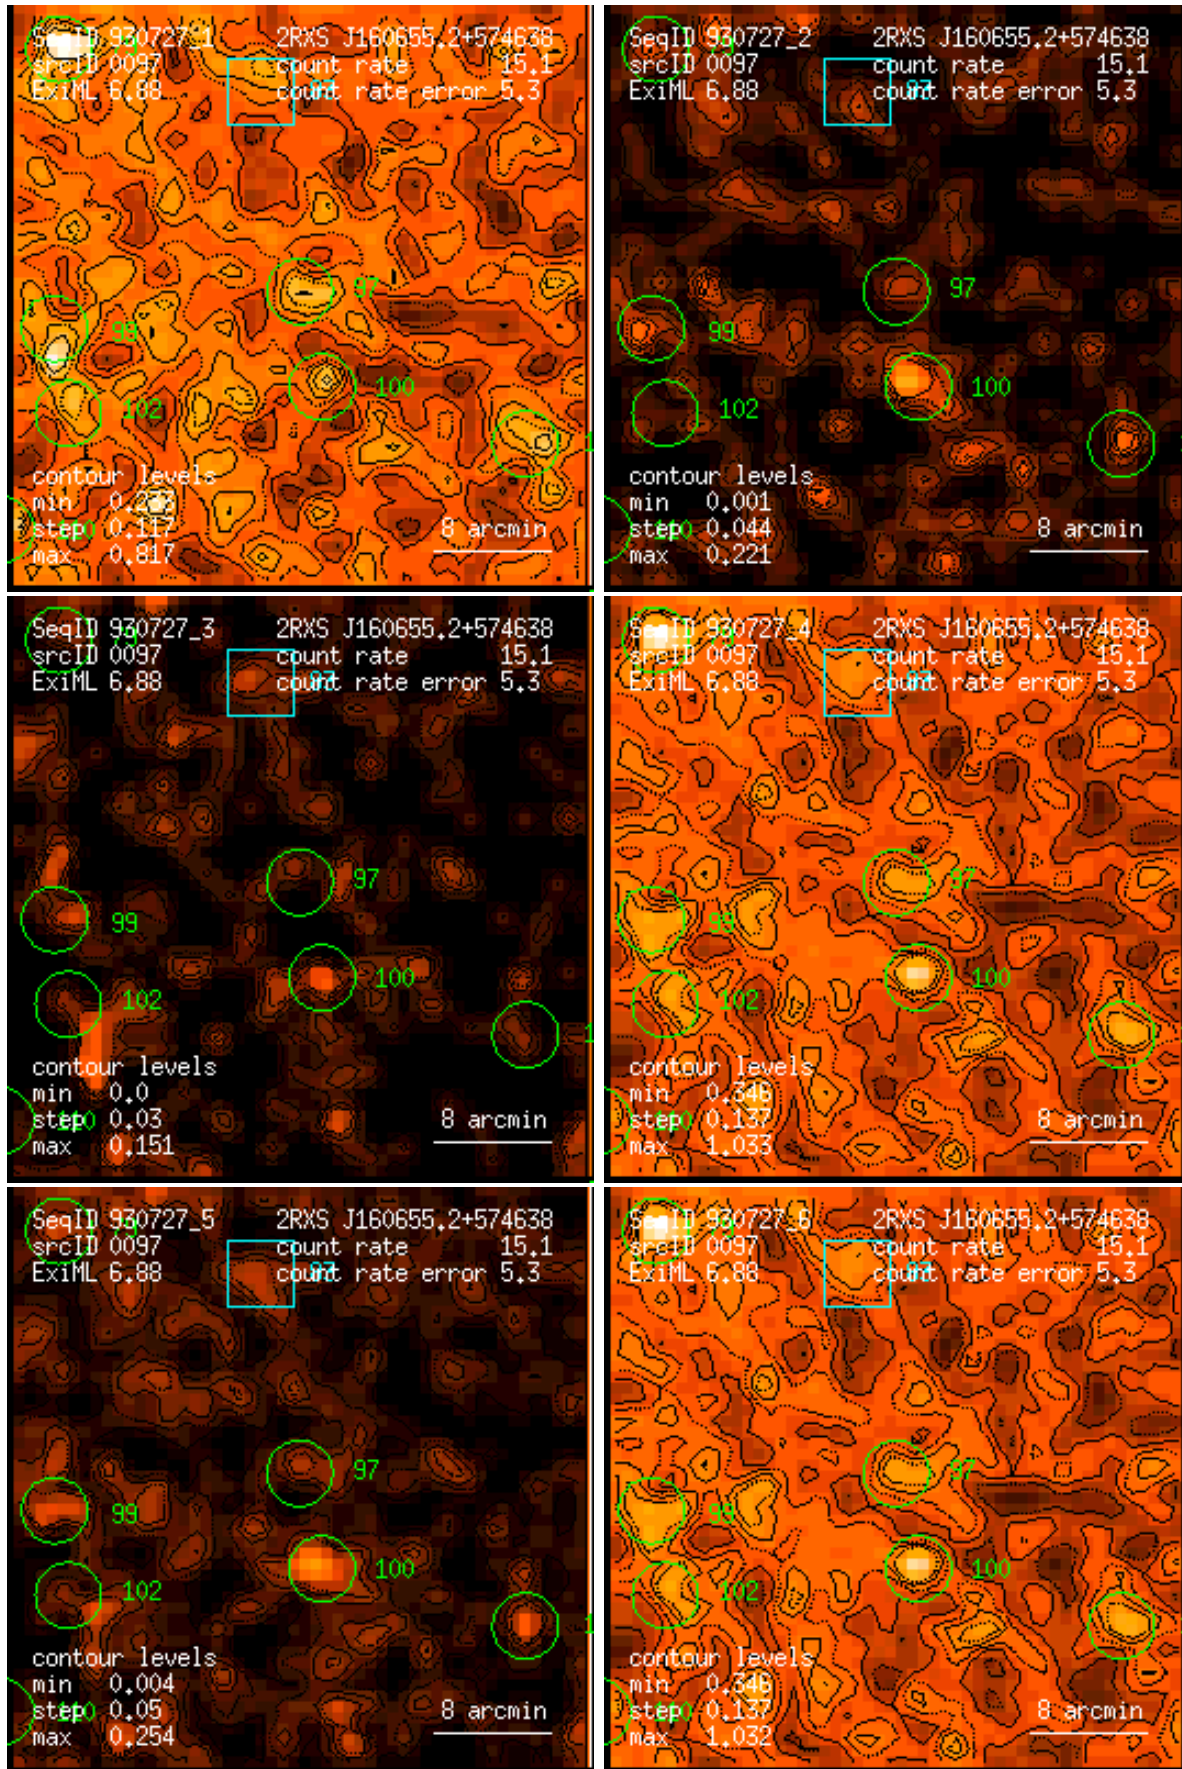 SeqID 930727_1 2RXS J160655.2+574638
srcID 0097 count rate 15.1
ExiML 6.88 count rate error 5.3
97
99
100
102
contour levels
min
step 0.117
max 0.817
8 arcmin
SeqID 930727_2 2RXS J160655.2+574638
srcID 0097 count rate 15.1
ExiML 6.88 count rate error 5.3
97
99
100
102
contour levels
min 0.001
step 0.044
max 0.221
8 arcmin
SeqID 930727_3 2RXS J160655.2+574638
srcID 0097 count rate 15.1
ExiML 6.88 count rate error 5.3
97
99
100
102
contour levels
min 0.0
step 0.03
max 0.151
8 arcmin
SeqID 930727_4 2RXS J160655.2+574638
srcID 0097 count rate 15.1
ExiML 6.88 count rate error 5.3
97
99
100
102
contour levels
min 0.346
step 0.137
max 1.033
8 arcmin
SeqID 930727_5 2RXS J160655.2+574638
srcID 0097 count rate 15.1
ExiML 6.88 count rate error 5.3
97
99
100
102
contour levels
min 0.004
step 0.05
max 0.254
8 arcmin
SeqID 930727_6 2RXS J160655.2+574638
srcID 0097 count rate 15.1
ExiML 6.88 count rate error 5.3
97
99
100
102
contour levels
min 0.346
step 0.137
max 1.032
8 arcmin